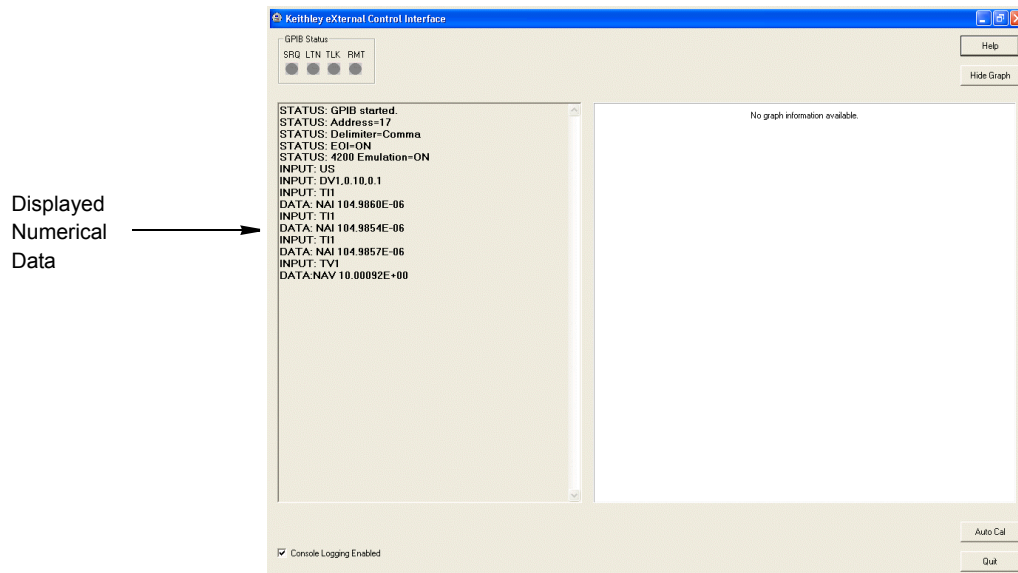 Keithley eXternal Control Interface
GPIB Status
SRQ LTN TLK RMT
Help
Hide Graph
STATUS: GPIB started.
STATUS: Address=17
STATUS: Delimiter=Comma
STATUS: EOI=ON
STATUS: 4200 Emulation=ON
INPUT: US
INPUT: DV1,0.10,0.1
INPUT: TI1
DATA: NAI 104.9860E-06
INPUT: TI1
DATA: NAI 104.9854E-06
INPUT: TI1
DATA: NAI 104.9857E-06
INPUT: TV1
DATA:NAV 10.00092E+00
No graph information available.
Displayed
Numerical
Data
Console Logging Enabled
Auto Cal
Quit